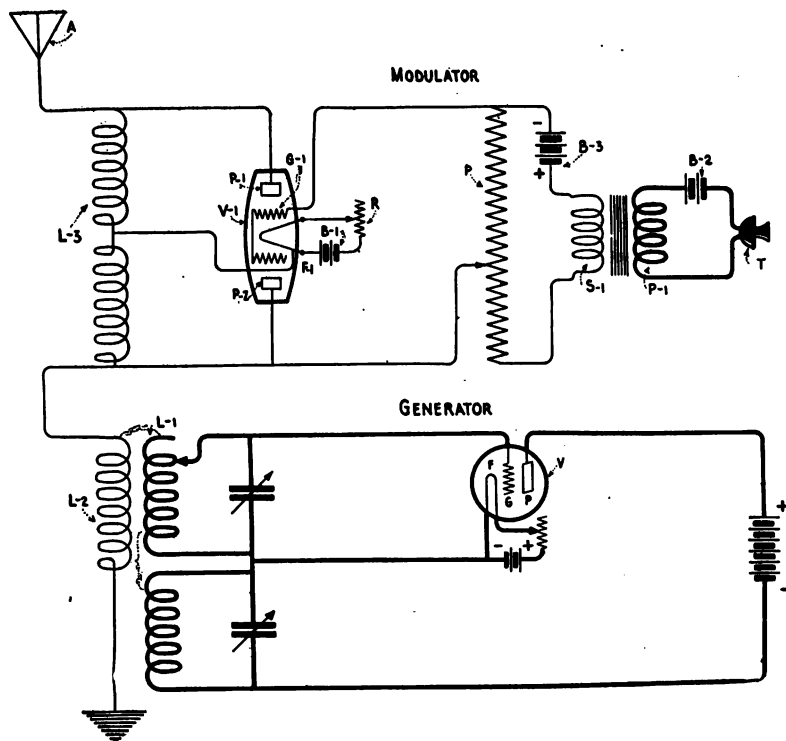 A
MODULATOR
-
B-3
+
B-2
P-1
G-1
V-1
R
P
B-1
L-3
F-1
P-2
S-1
P-1
T
GENERATOR
L-1
L-2
F
G
P
V
- +
+
-